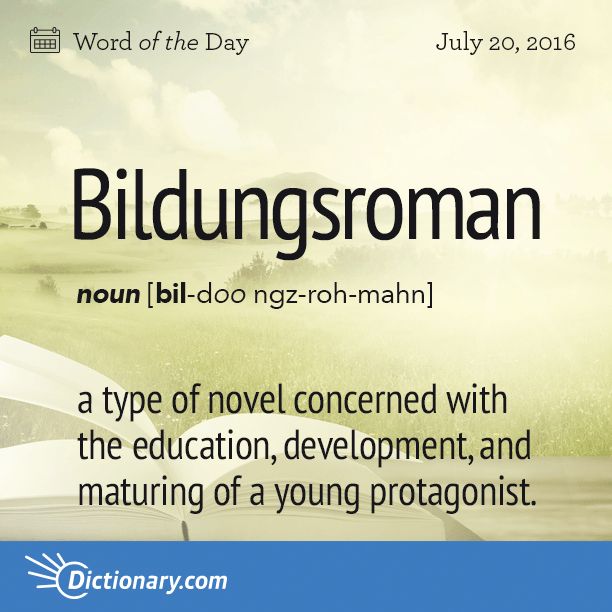 Word of the Day
July 20, 2016
Bildungsroman
noun [bil-doo ngz-roh-mahn]
a type of novel concerned with
the education, development, and
maturing of a young protagonist.
Dictionary.com